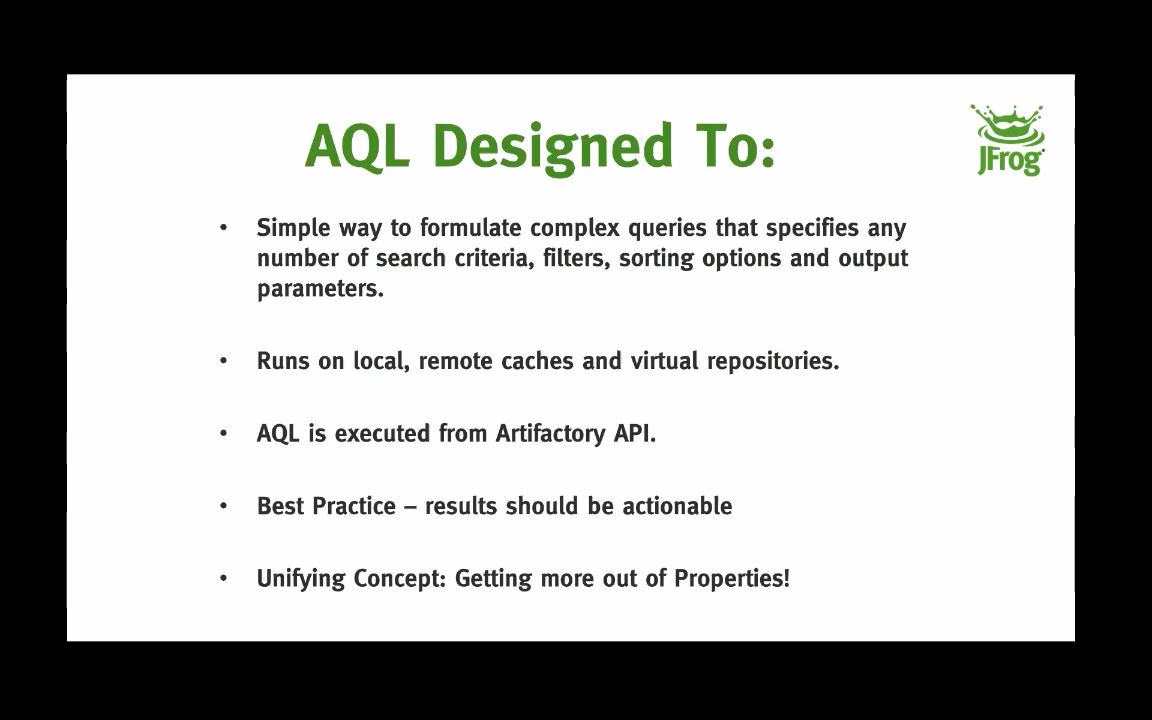 AQL Designed To:
JFrog
• Simple way to formulate complex queries that specifies any
number of search criteria, filters, sorting options and output
parameters.
• Runs on local, remote caches and virtual repositories.
• AQL is executed from Artifactory API.
• Best Practice – results should be actionable
• Unifying Concept: Getting more out of Properties!